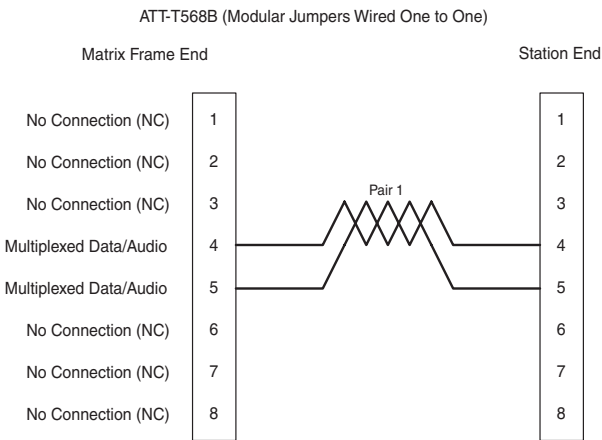 ATT-T568B (Modular Jumpers Wired One to One)
Matrix Frame End
Station End
No Connection (NC) 1 1
No Connection (NC) 2 2
No Connection (NC) 3 Pair 1 3
Multiplexed Data/Audio 4 4
Multiplexed Data/Audio 5 5
No Connection (NC) 6 6
No Connection (NC) 7 7
No Connection (NC) 8 8